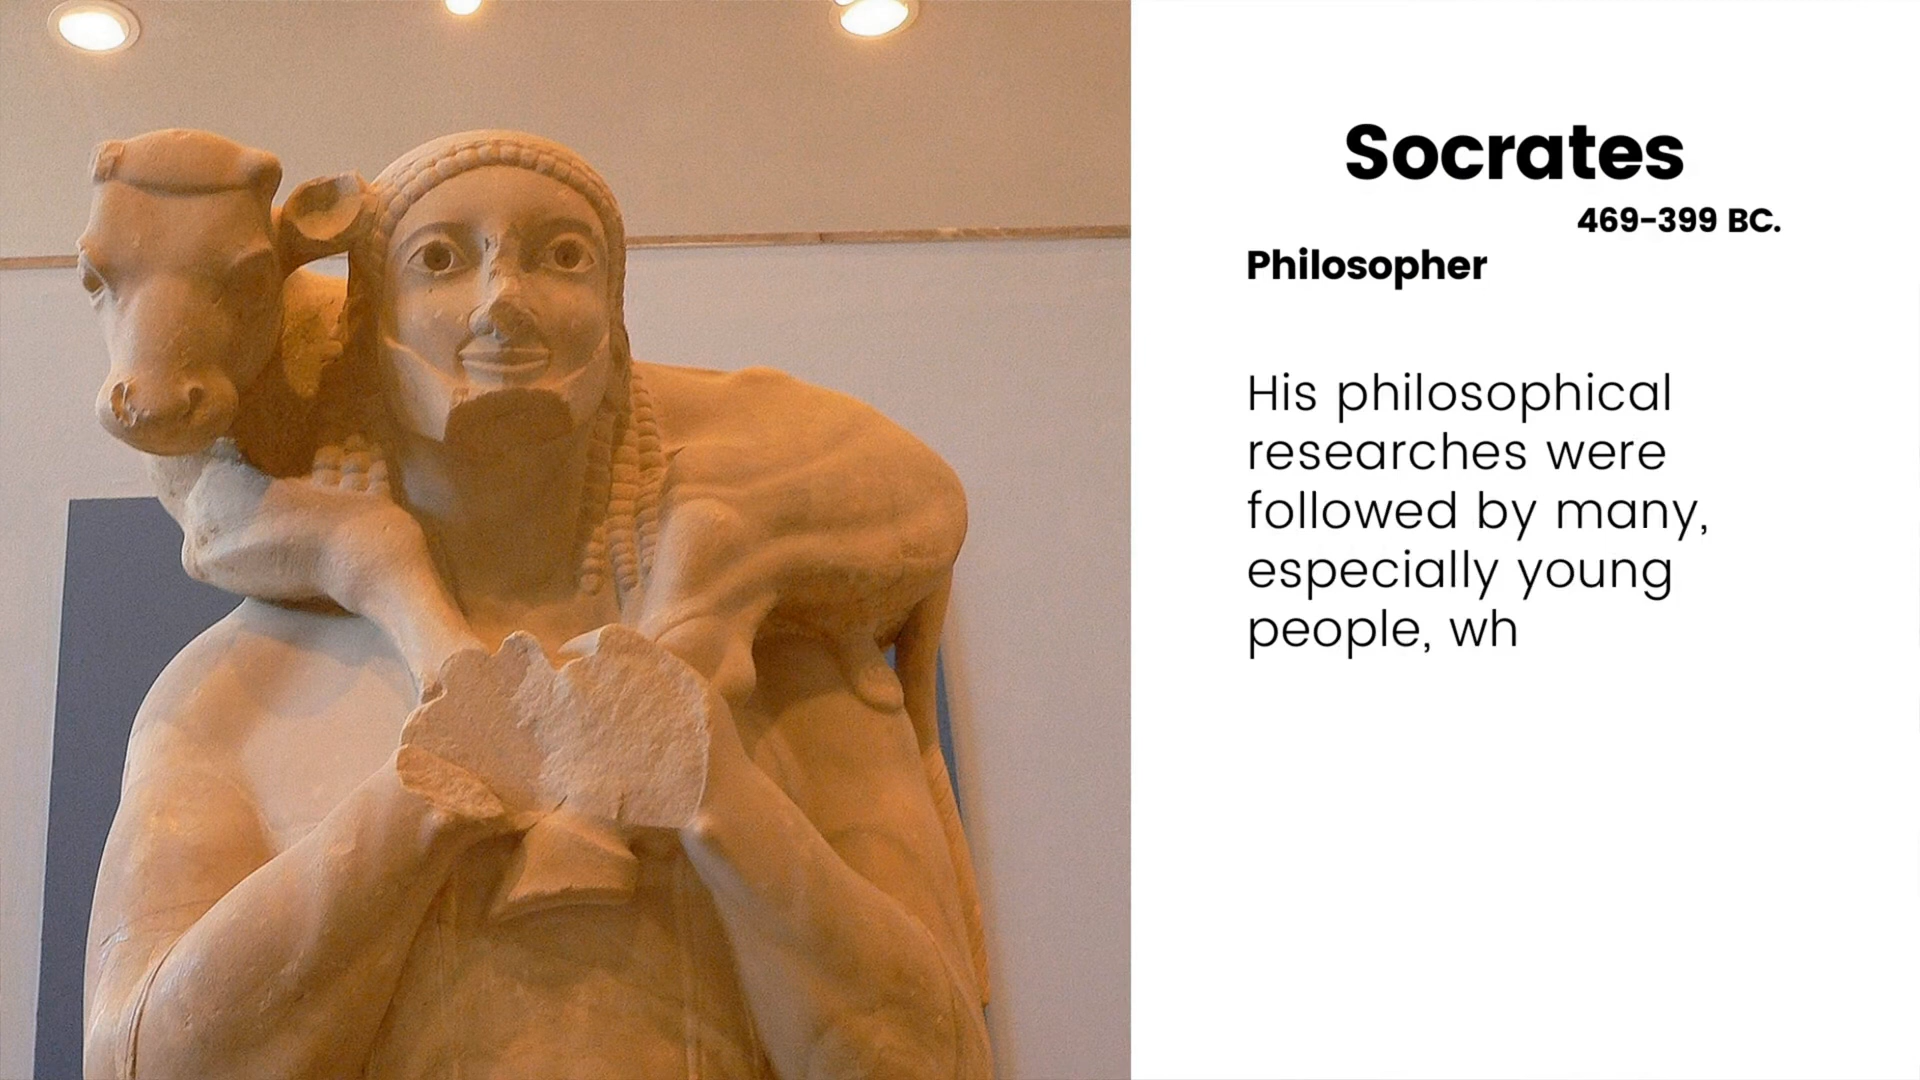 Socrates
469-399 BC.
Philosopher
His philosophical
researches were
followed by many,
especially young
people, wh